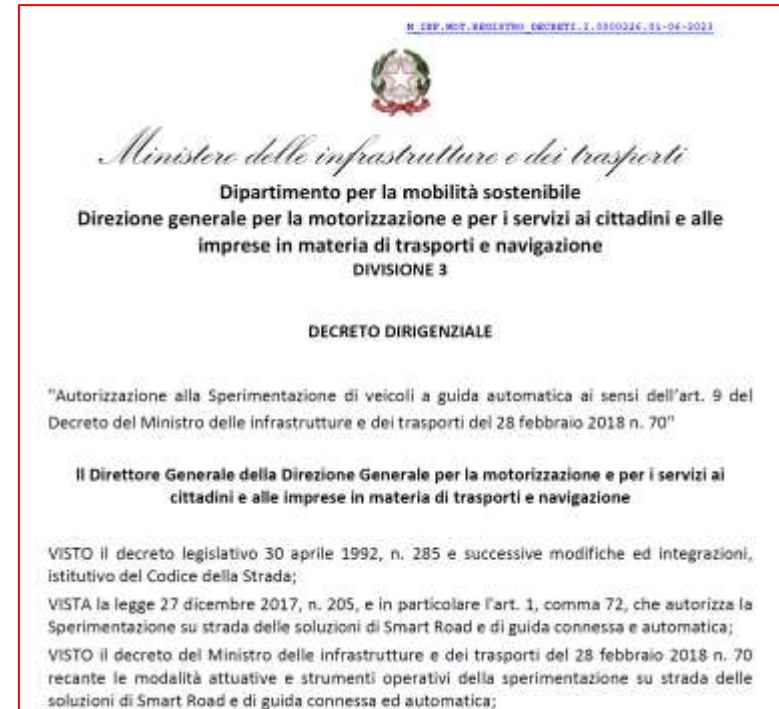 M_INF.MOT.REGISTRO_DECRETI.I.0000226.01-06-2023
Ministero delle infrastrutture e dei trasporti
Dipartimento per la mobilità sostenibile
Direzione generale per la motorizzazione e per i servizi ai cittadini e alle
imprese in materia di trasporti e navigazione
DIVISIONE 3
DECRETO DIRIGENZIALE
"Autorizzazione alla Sperimentazione di veicoli a guida automatica ai sensi dell'art. 9 del
Decreto del Ministro delle infrastrutture e dei trasporti del 28 febbraio 2018 n. 70"
Il Direttore Generale della Direzione Generale per la motorizzazione e per i servizi ai
cittadini e alle imprese in materia di trasporti e navigazione
VISTO il decreto legislativo 30 aprile 1992, n. 285 e successive modifiche ed integrazioni,
istitutivo del Codice della Strada;
VISTA la legge 27 dicembre 2017, n. 205, e in particolare l'art. 1, comma 72, che autorizza la
Sperimentazione su strada delle soluzioni di Smart Road e di guida connessa e automatica;
VISTO il decreto del Ministro delle infrastrutture e dei trasporti del 28 febbraio 2018 n. 70
recante le modalità attuative e strumenti operativi della sperimentazione su strada delle
soluzioni di Smart Road e di guida connessa ed automatica;